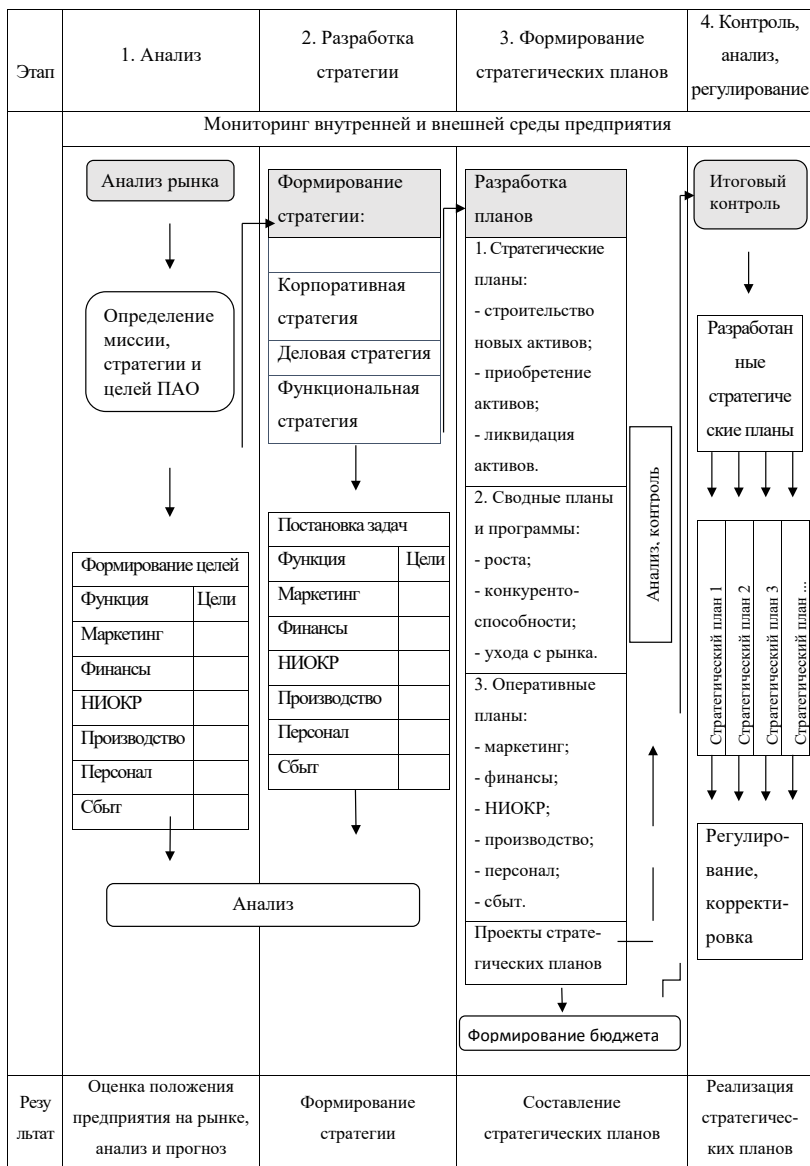 Этап
1. Анализ
2. Разработка
стратегии
3. Формирование
стратегических планов
4. Контроль,
анализ,
регулирование
Мониторинг внутренней и внешней среды предприятия
Анализ рынка
Определение
миссии,
стратегии и
целей ПАО
Формирование целей
Функция Цели
Маркетинг
Финансы
НИОКР
Производство
Персонал
Сбыт
Формирование
стратегии:
Корпоративная
стратегия
Деловая стратегия
Функциональная
стратегия
Постановка задач
Функция Цели
Маркетинг
Финансы
НИОКР
Производство
Персонал
Сбыт
Анализ
Разработка
планов
1. Стратегические
планы:
- строительство
новых активов;
- приобретение
активов;
- ликвидация
активов.
2. Сводные планы
и программы:
- роста;
- конкуренто-
способности;
- ухода с рынка.
3. Оперативные
планы:
- маркетинг;
- финансы;
- НИОКР;
- производство;
- персонал;
- сбыт.
Проекты страте-
гических планов
Формирование бюджета
Анализ, контроль
Итоговый
контроль
Разработан
ные
стратегиче
ские планы
Стратегический план 1
Стратегический план 2
Стратегический план 3
Стратегический план ...
Регулиро-
вание,
корректи-
ровка
Резу
льтат
Оценка положения
предприятия на рынке,
анализ и прогноз
Формирование
стратегии
Составление
стратегических планов
Реализация
стратегичес-
ких планов